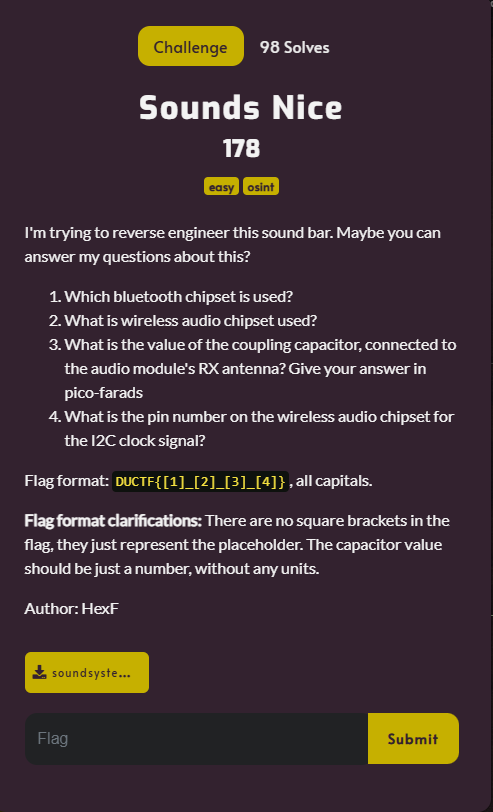 Challenge
98 Solves
Sounds Nice
178
easy osint
I'm trying to reverse engineer this sound bar. Maybe you can
answer my questions about this?
1. Which bluetooth chipset is used?
2. What is wireless audio chipset used?
3. What is the value of the coupling capacitor, connected to
the audio module's RX antenna? Give your answer in
pico-farads
4. What is the pin number on the wireless audio chipset for
the I2C clock signal?
Flag format: DUCTF{[1]_[2]_[3]_[4]}, all capitals.
Flag format clarifications: There are no square brackets in the
flag, they just represent the placeholder. The capacitor value
should be just a number, without any units.
Author: HexF
soundsyste...
Flag
Submit